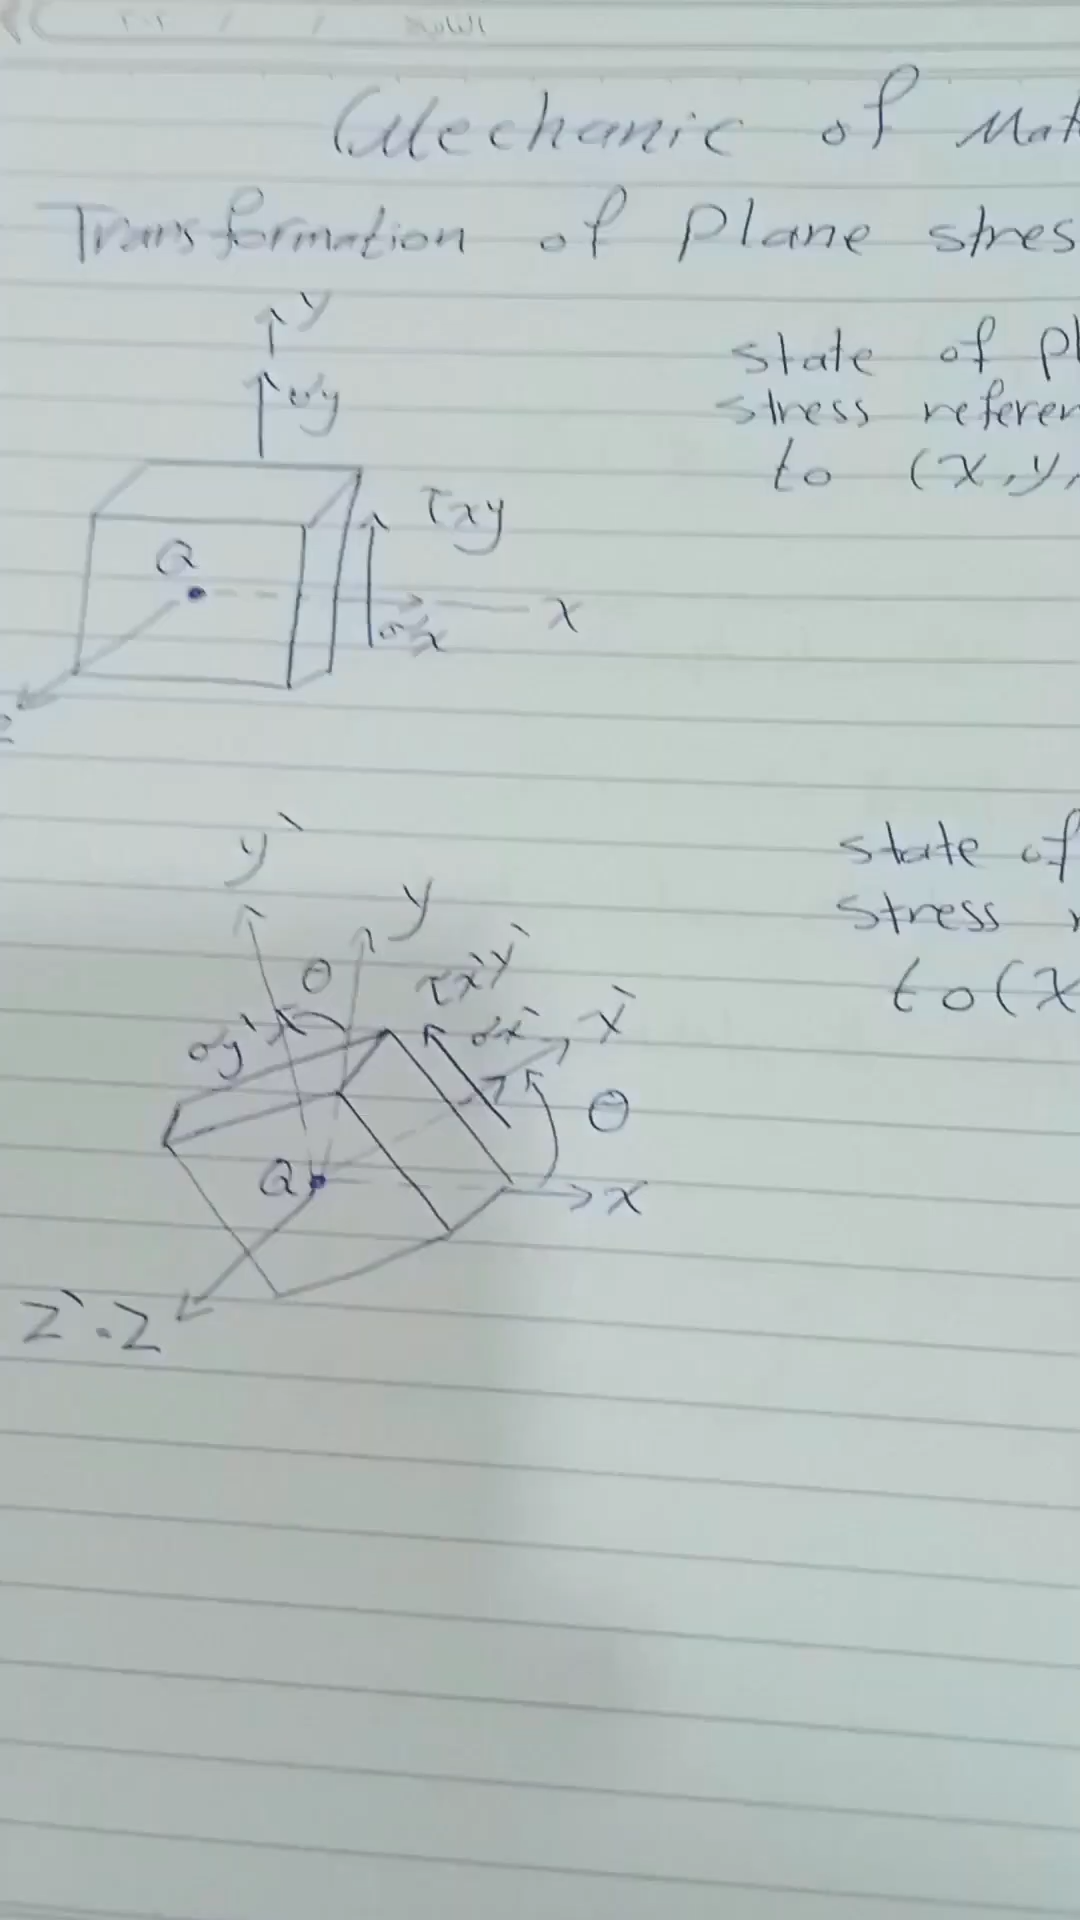 Mechanic of Mat
Transformation of Plane stres
y
σy
state of pl
stress referen
to (x,y,
τxy
Q
x
σx
z
y`
y
state of
stress r
to (x
θ
τx`y`
σx`
x`
σy`
θ
Q
x
z`.z